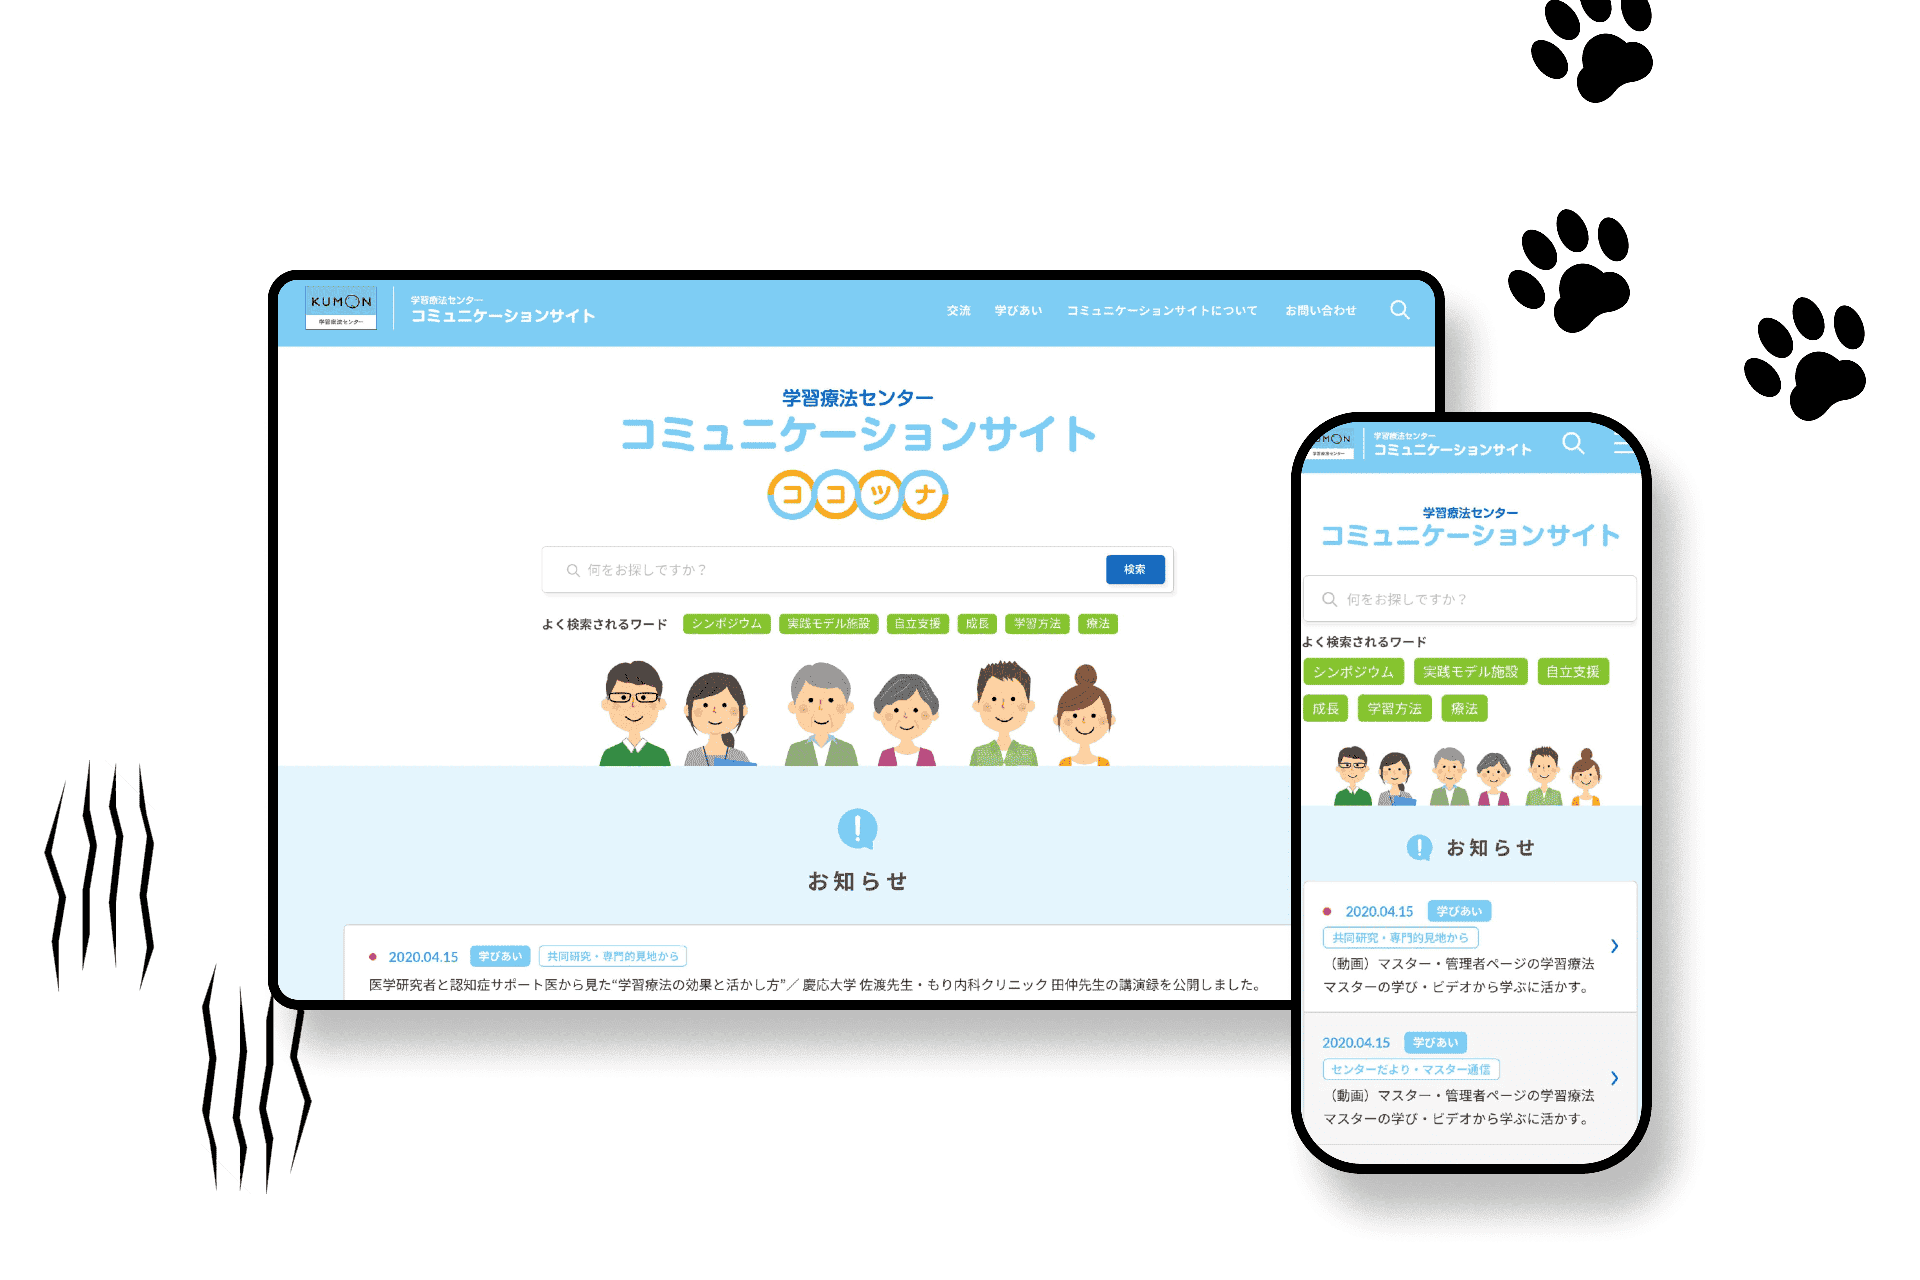 KUMON
学習療法センター
学習療法センター
コミュニケーションサイト
交流 学びあい コミュニケーションサイトについて お問い合わせ
学習療法センター
コミュニケーションサイト
ココツナ
何をお探しですか？ 検索
よく検索されるワード シンポジウム 実践モデル施設 自立支援 成長 学習方法 療法
お知らせ
2020.04.15 学びあい 共同研究・専門的見地から
医学研究者と認知症サポート医から見た“学習療法の効果と活かし方”／ 慶応大学 佐渡先生・もり内科クリニック 田仲先生の講演録を公開しました。
UMON
学習療法センター
学習療法センター
コミュニケーションサイト
学習療法センター
コミュニケーションサイト
何をお探しですか？
よく検索されるワード
シンポジウム 実践モデル施設 自立支援
成長 学習方法 療法
お知らせ
2020.04.15 学びあい
共同研究・専門的見地から
（動画）マスター・管理者ページの学習療法
マスターの学び・ビデオから学ぶに活かす。
2020.04.15 学びあい
センターだより・マスター通信
（動画）マスター・管理者ページの学習療法
マスターの学び・ビデオから学ぶに活かす。